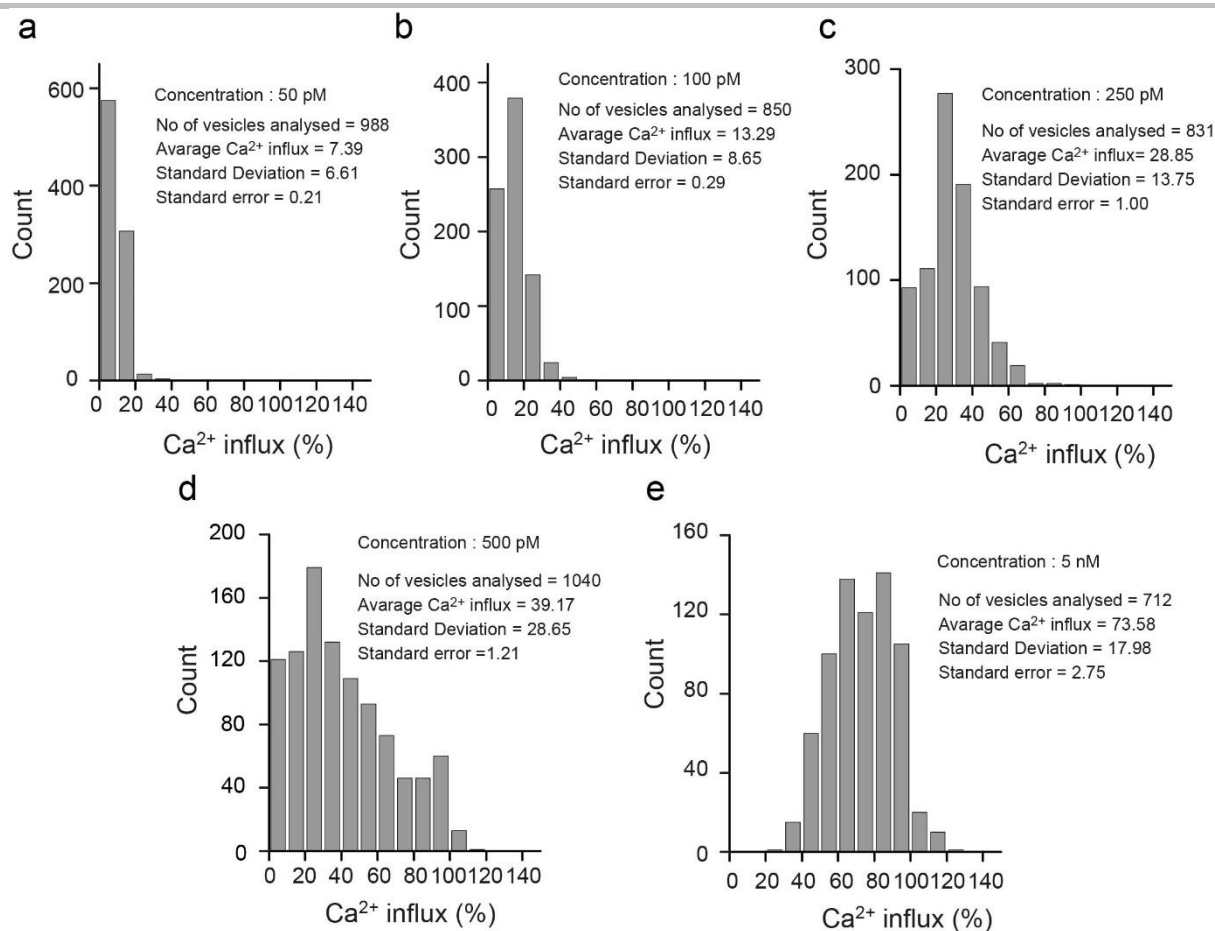 a
Concentration : 50 pM
No of vesicles analysed = 988
Avarage Ca²⁺ influx = 7.39
Standard Deviation = 6.61
Standard error = 0.21
Count
600
400
200
0
0 20 40 60 80 100 120 140
Ca²⁺ influx (%)
b
Concentration : 100 pM
No of vesicles analysed = 850
Avarage Ca²⁺ influx = 13.29
Standard Deviation = 8.65
Standard error = 0.29
Count
400
300
200
100
0
0 20 40 60 80 100 120 140
Ca²⁺ influx (%)
c
Concentration : 250 pM
No of vesicles analysed = 831
Avarage Ca²⁺ influx= 28.85
Standard Deviation = 13.75
Standard error = 1.00
Count
300
200
100
0
0 20 40 60 80 100 120 140
Ca²⁺ influx (%)
d
Concentration : 500 pM
No of vesicles analysed = 1040
Avarage Ca²⁺ influx = 39.17
Standard Deviation = 28.65
Standard error =1.21
Count
200
160
120
80
40
0
0 20 40 60 80 100 120 140
Ca²⁺ influx (%)
e
Concentration : 5 nM
No of vesicles analysed = 712
Avarage Ca²⁺ influx = 73.58
Standard Deviation = 17.98
Standard error = 2.75
Count
160
120
80
40
0
0 20 40 60 80 100 120 140
Ca²⁺ influx (%)